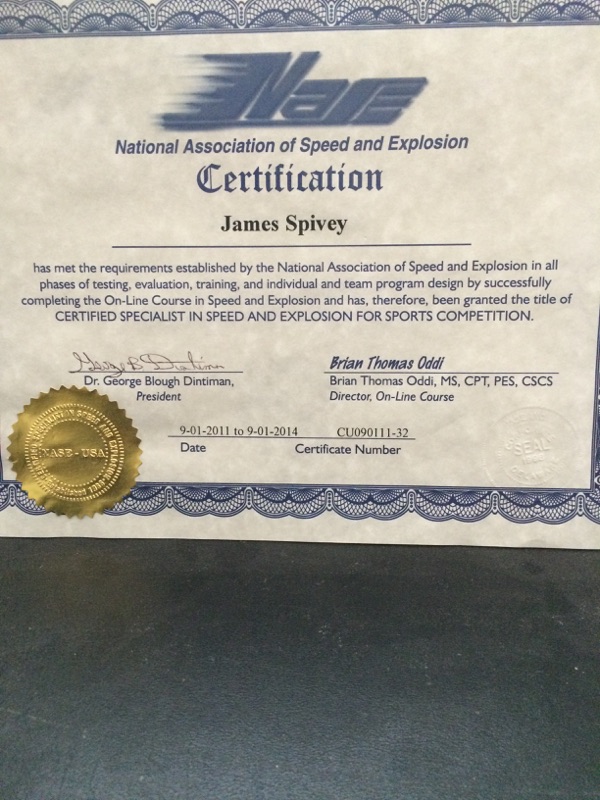 NASE
National Association of Speed and Explosion
Certification
James Spivey
has met the requirements established by the National Association of Speed and Explosion in all
phases of testing, evaluation, training, and individual and team program design by successfully
completing the On-Line Course in Speed and Explosion and has, therefore, been granted the title of
CERTIFIED SPECIALIST IN SPEED AND EXPLOSION FOR SPORTS COMPETITION.
George B Dintiman
Brian Thomas Oddi
Dr. George Blough Dintiman,
President
Brian Thomas Oddi, MS, CPT, PES, CSCS
Director, On-Line Course
9-01-2011 to 9-01-2014
CU090111-32
Date
Certificate Number
NASE - USA
SEAL